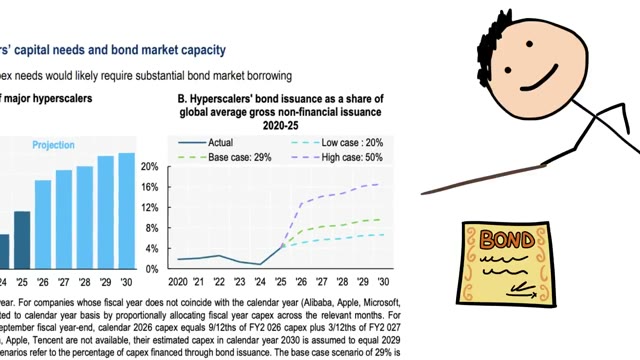 rs' capital needs and bond market capacity
pex needs would likely require substantial bond market borrowing
f major hyperscalers
Projection
24 '25 '26 '27 '28 '29 '30
B. Hyperscalers' bond issuance as a share of
global average gross non-financial issuance
2020-25
Actual Low case : 20%
Base case: 29% High case: 50%
20%
16%
12%
8%
4%
0%
2020 '21 '22 '23 '24 '25 '26 '27 '28 '29 '30
BOND
year. For companies whose fiscal year does not coincide with the calendar year (Alibaba, Apple, Microsoft,
ted to calendar year basis by proportionally allocating fiscal year capex across the relevant months. For
eptember fiscal year-end, calendar 2026 capex equals 9/12ths of FY2 026 capex plus 3/12ths of FY2 027
a, Apple, Tencent are not available, their estimated capex in calendar year 2030 is assumed to equal 2029
enarios refer to the percentage of capex financed through bond issuance. The base case scenario of 29% is